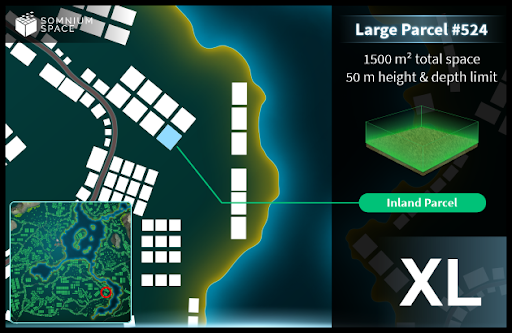 SOMNIUM
SPACE
Large Parcel #524
1500 m² total space
50 m height & depth limit
Inland Parcel
XL